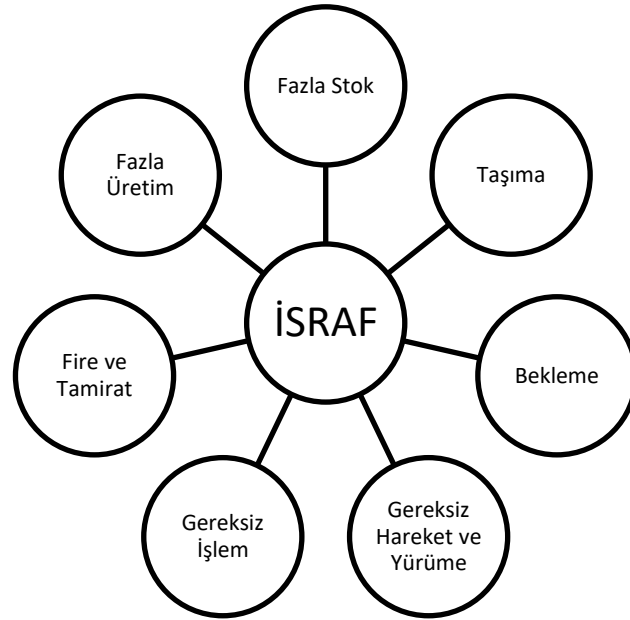 Fazla Stok
Fazla
Üretim
Taşıma
İSRAF
Fire ve
Tamirat
Bekleme
Gereksiz
İşlem
Gereksiz
Hareket ve
Yürüme